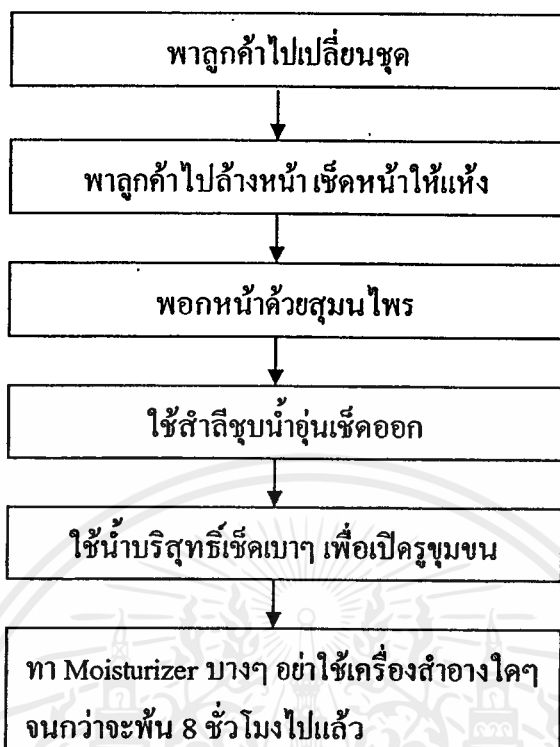 พาลูกค้าไปเปลี่ยนชุด
พาลูกค้าไปล้างหน้า เช็ดหน้าให้แห้ง
พอกหน้าด้วยสุมนไพร
ใช้สำลีชุบน้ำอุ่นเช็ดออก
ใช้น้ำบริสุทธิ์เช็ดเบาๆ เพื่อเปิดรูขุมขน
ทา Moisturizer บางๆ อย่าใช้เครื่องสำอางใดๆ
จนกว่าจะพ้น 8 ชั่วโมงไปแล้ว